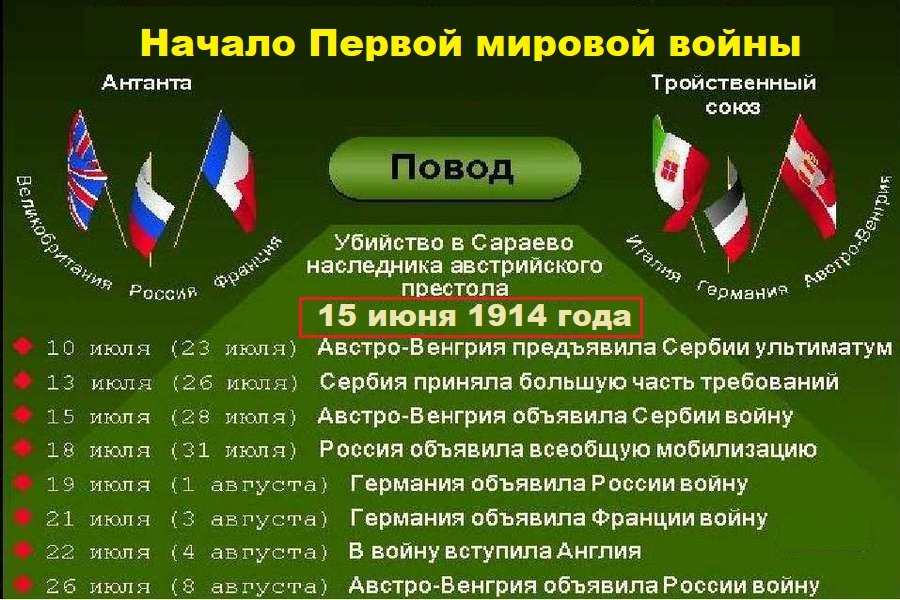 Начало Первой мировой войны
Антанта
Тройственный
союз
Великобритания
Россия
Франция
Повод
Италия
Германия
Австро-Венгрия
Убийство в Сараево
наследника австрийского
престола
15 июня 1914 года
10 июля (23 июля) Австро-Венгрия предъявила Сербии ультиматум
13 июля (26 июля) Сербия приняла большую часть требований
15 июля (28 июля) Австро-Венгрия объявила Сербии войну
18 июля (31 июля) Россия объявила всеобщую мобилизацию
19 июля (1 августа) Германия объявила России войну
21 июля (3 августа) Германия объявила Франции войну
22 июля (4 августа) В войну вступила Англия
26 июля (8 августа) Австро-Венгрия объявила России войну